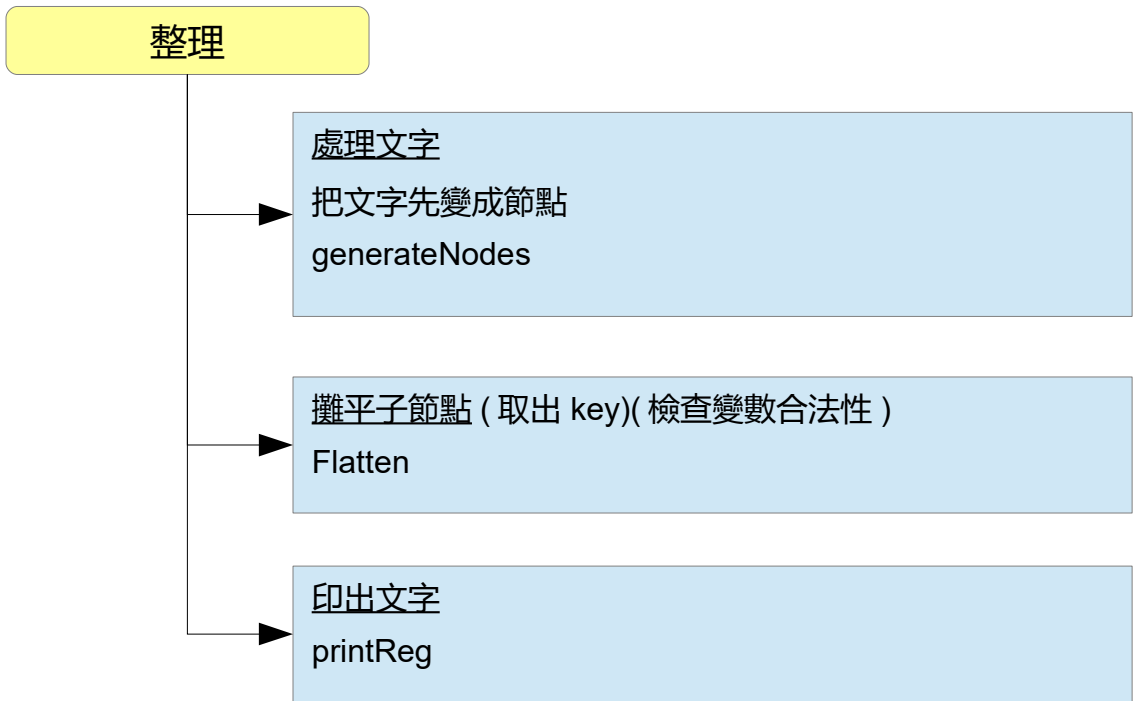 整理
處理文字
把文字先變成節點
generateNodes
攤平子節點 ( 取出 key)( 檢查變數合法性 )
Flatten
印出文字
printReg